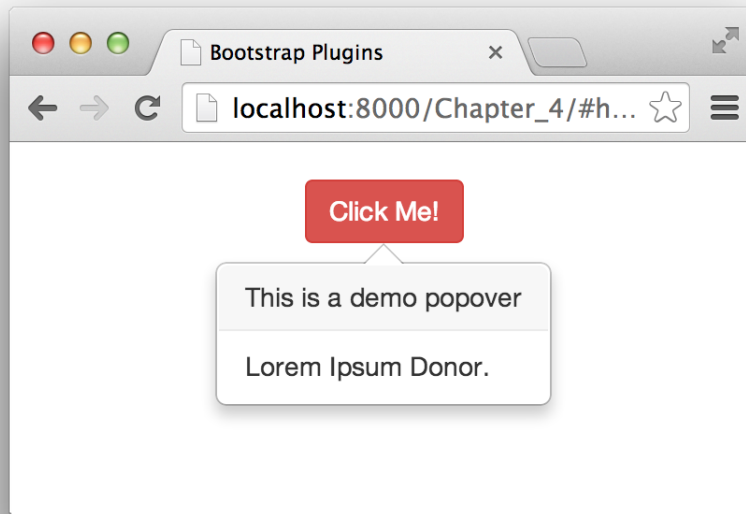 Bootstrap Plugins
localhost:8000/Chapter_4/#h...
Click Me!
This is a demo popover
Lorem Ipsum Donor.